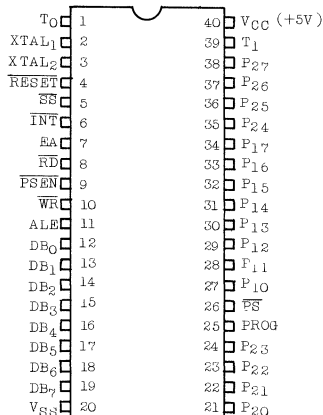 T0 1 40 VCC (+5V)
XTAL1 2 39 T1
XTAL2 3 38 P27
RESET 4 37 P26
SS 5 36 P25
INT 6 35 P24
EA 7 34 P17
RD 8 33 P16
PSEN 9 32 P15
WR 10 31 P14
ALE 11 30 P13
DB0 12 29 P12
DB1 13 28 P11
DB2 14 27 P10
DB3 15 26 PS
DB4 16 25 PROG
DB5 17 24 P23
DB6 18 23 P22
DB7 19 22 P21
VSS 20 21 P20